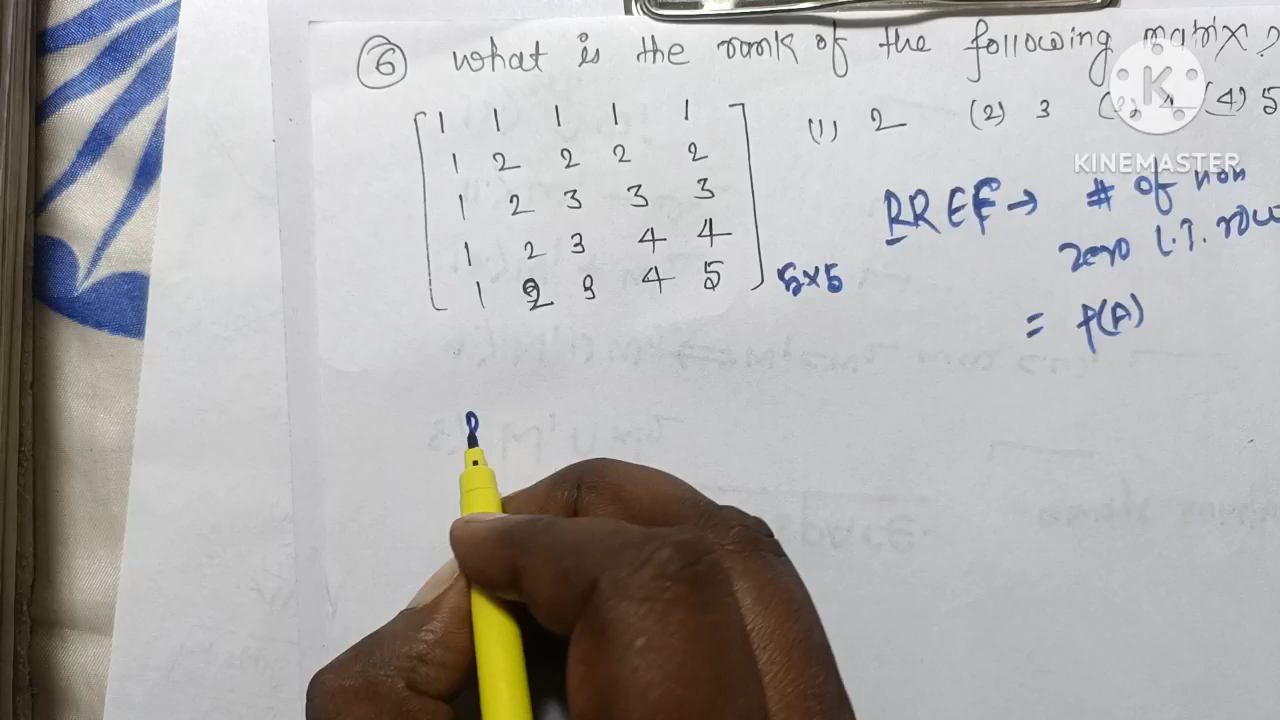 6 what is the rank of the following matrix?
1 1 1 1 1
1 2 2 2 2
1 2 3 3 3
1 2 3 4 4
1 2 3 4 5
5×5
(1) 2 (2) 3 4 (4) 5
K
KINEMASTER
RREF → # of non
zero L.I. row
= ρ(A)